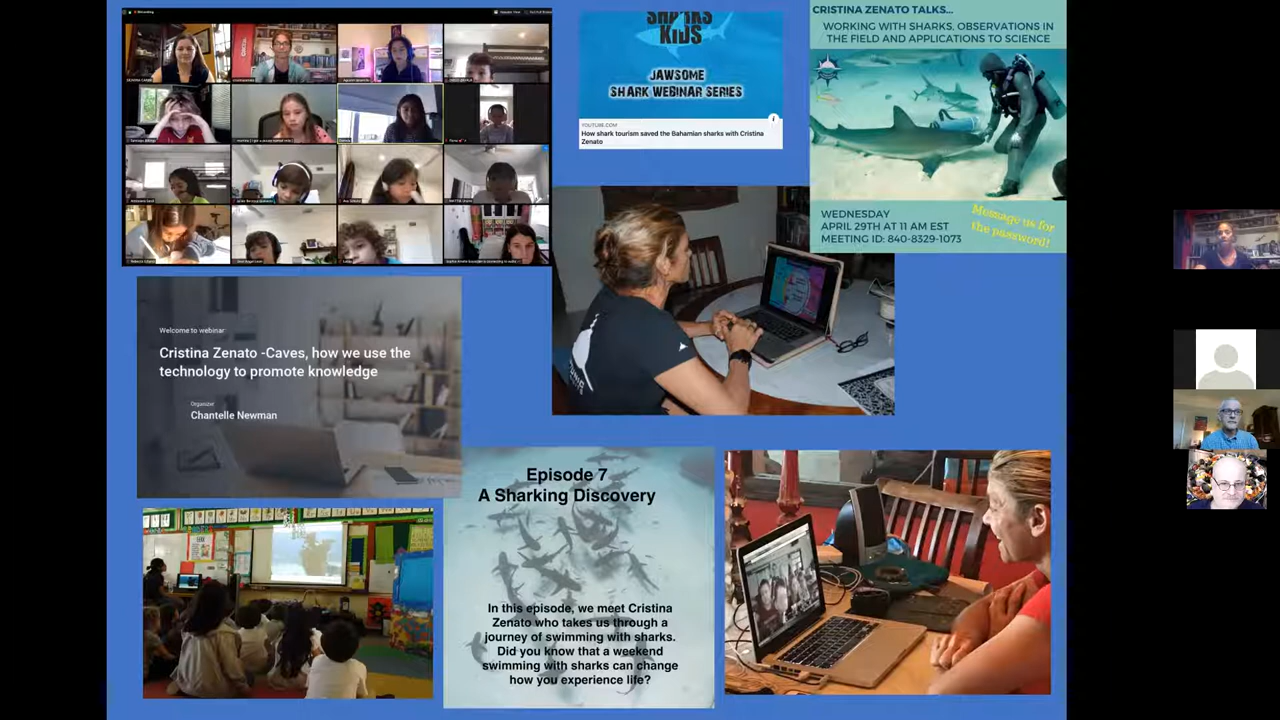 Recording
SHARKS
KIDS
JAWSOME
SHARK WEBINAR SERIES
YOUTUBE.COM
How shark tourism saved the Bahamian sharks with Cristina
Zenato
CRISTINA ZENATO TALKS...
WORKING WITH SHARKS, OBSERVATIONS IN
THE FIELD AND APPLICATIONS TO SCIENCE
WEDNESDAY
APRIL 29TH AT 11 AM EST
MEETING ID: 840-8329-1073
Message us for
the password!
Welcome to webinar:
Cristina Zenato -Caves, how we use the
technology to promote knowledge
Organizer
Chantelle Newman
Episode 7
A Sharking Discovery
In this episode, we meet Cristina
Zenato who takes us through a
journey of swimming with sharks.
Did you know that a weekend
swimming with sharks can change
how you experience life?